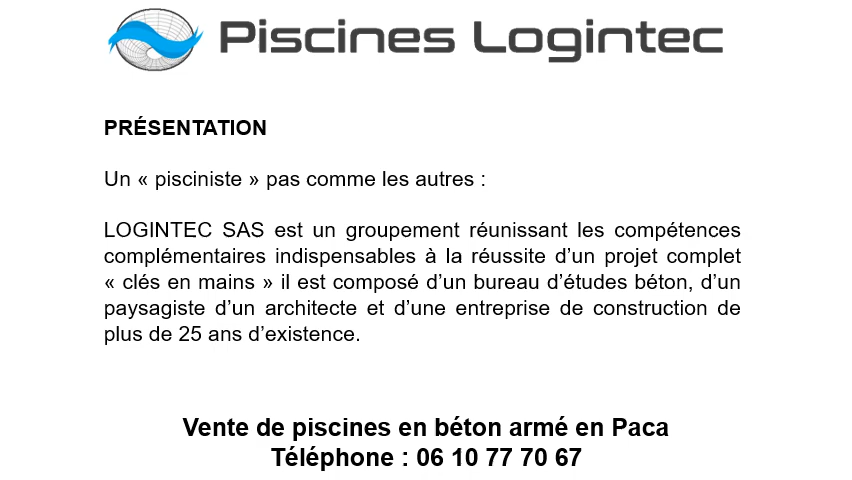 Piscines Logintec
PRÉSENTATION
Un « pisciniste » pas comme les autres :
LOGINTEC SAS est un groupement réunissant les compétences
complémentaires indispensables à la réussite d’un projet complet
« clés en mains » il est composé d’un bureau d’études béton, d’un
paysagiste d’un architecte et d’une entreprise de construction de
plus de 25 ans d’existence.
Vente de piscines en béton armé en Paca
Téléphone : 06 10 77 70 67